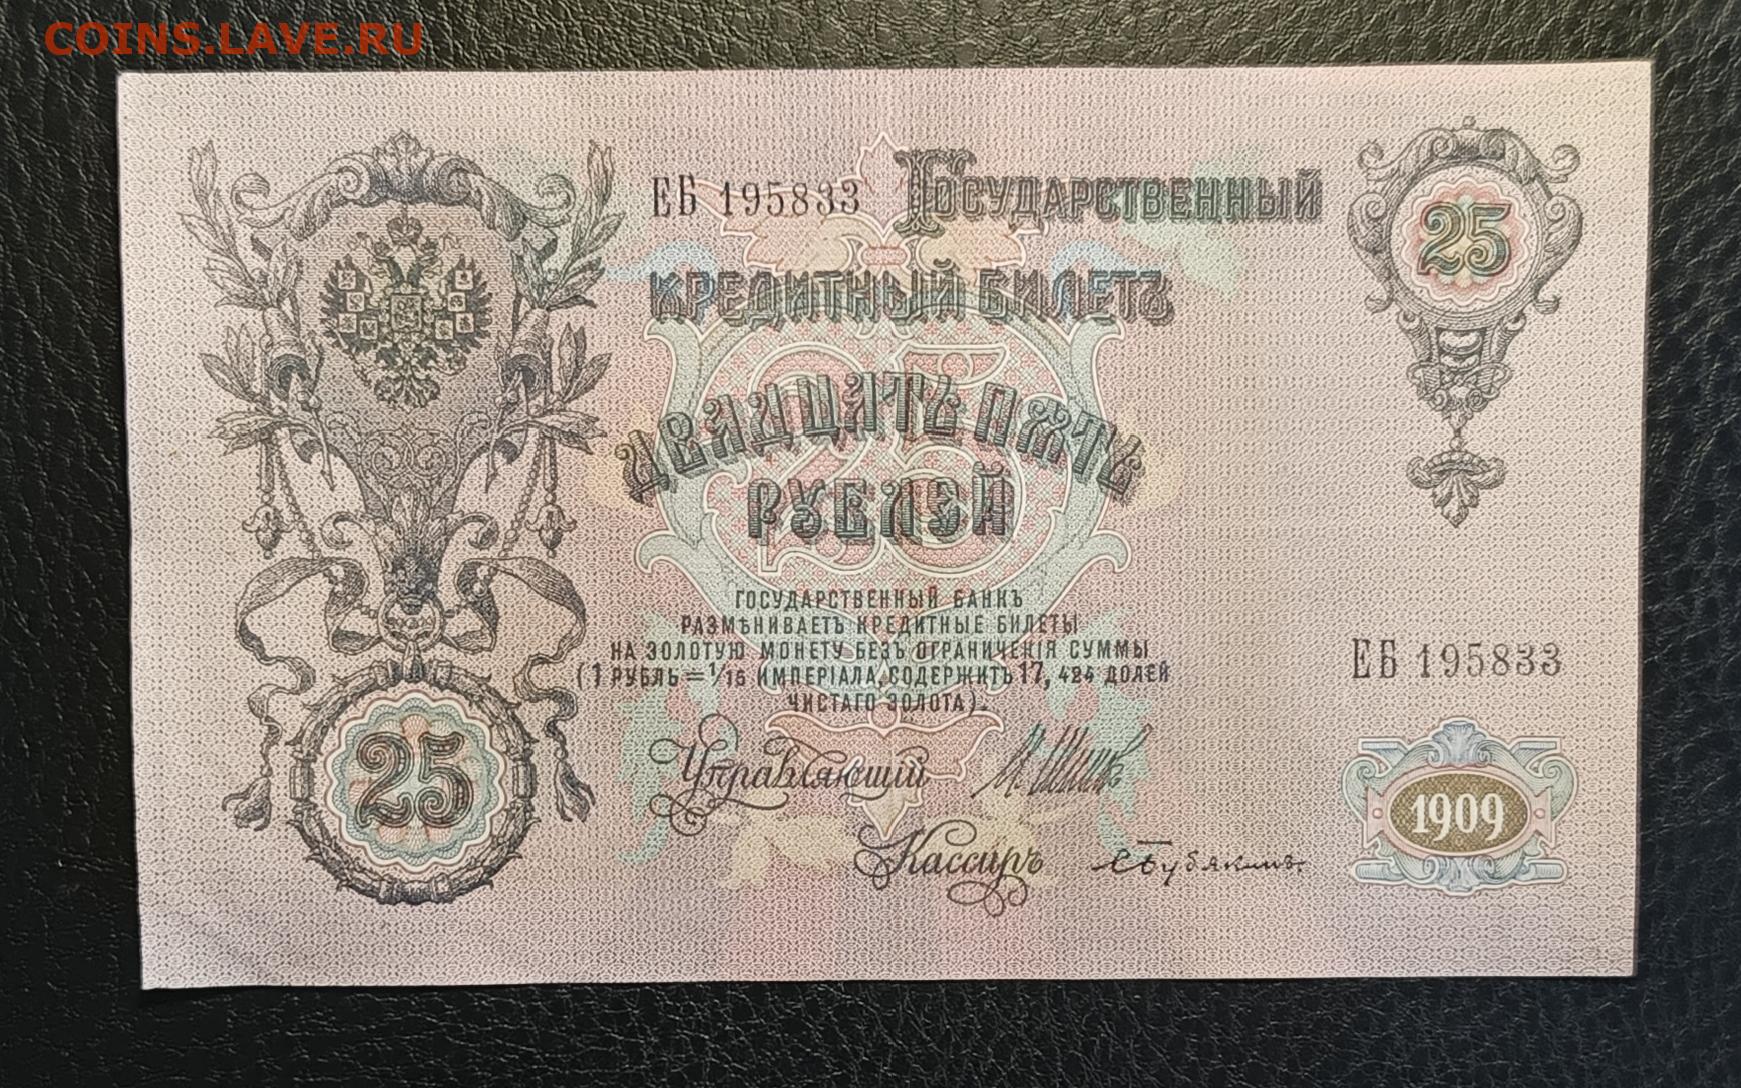 COINS.LAVE.RU
ЕБ 195833 ГОСУДАРСТВЕННЫЙ
КРЕДИТНЫЙ БИЛЕТЪ
25
ДВАДЦАТЬ ПЯТЬ
РУБЛЕЙ
ГОСУДАРСТВЕННЫЙ БАНКЪ
РАЗМѢНИВАЕТЪ КРЕДИТНЫЕ БИЛЕТЫ
НА ЗОЛОТУЮ МОНЕТУ БЕЗЪ ОГРАНИЧЕНІЯ СУММЫ
(1 РУБЛЬ = 1/15 ИМПЕРІАЛА, СОДЕРЖИТЪ 17,424 ДОЛЕЙ
ЧИСТАГО ЗОЛОТА).
ЕБ 195833
25
25
Управляющій
Кассиръ
1909